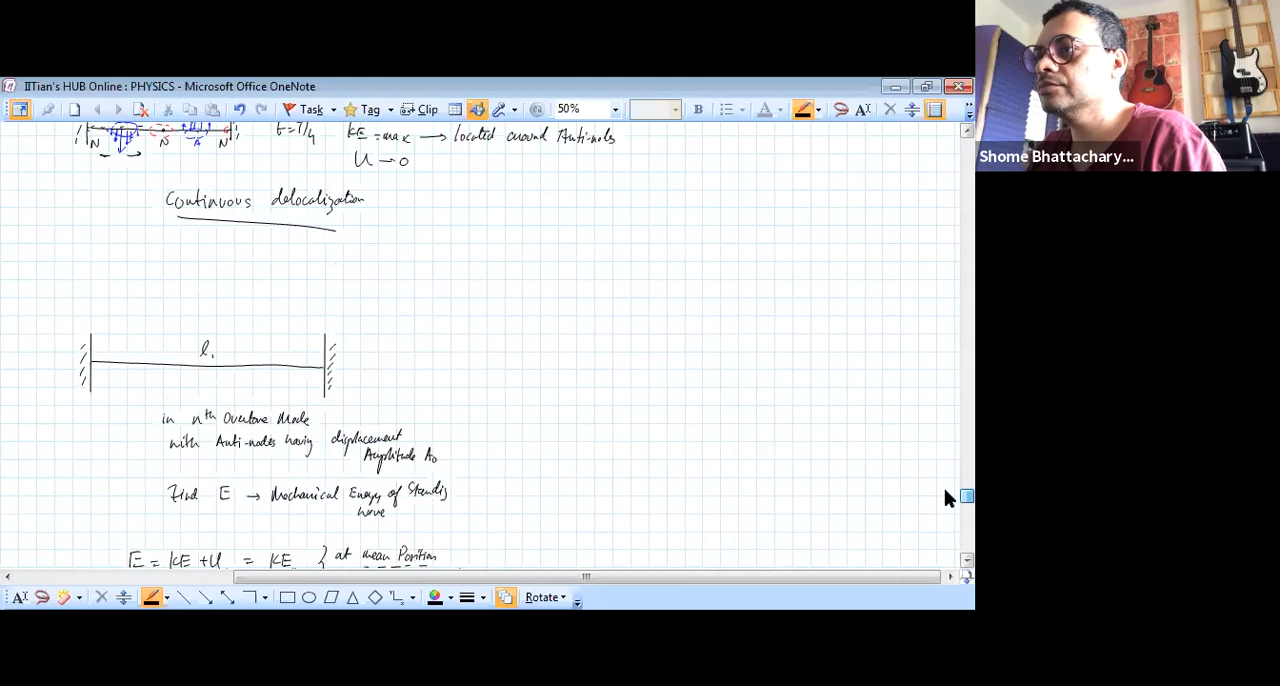 IITian's HUB Online : PHYSICS - Microsoft Office OneNote
Task Tag Clip 50% B A
N N A N t=T/4 KE = max → located around Anti-nodes
U → 0
Continuous delocalization
l,
in nth Overtone Mode
with Anti-nodes having displacement
Amplitude A0
Find E → Mechanical Energy of Standing
wave
E = KE + U = KE } at mean Position
Rotate
Shome Bhattachary...